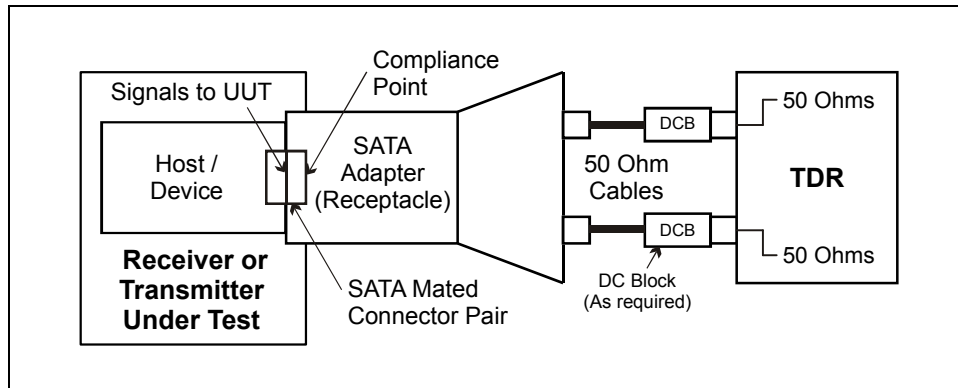 Compliance
Point
Signals to UUT
50 Ohms
DCB
SATA
Adapter
(Receptacle)
Host /
Device
50 Ohm
Cables
TDR
DCB
50 Ohms
Receiver or
Transmitter
Under Test
SATA Mated
Connector Pair
DC Block
(As required)